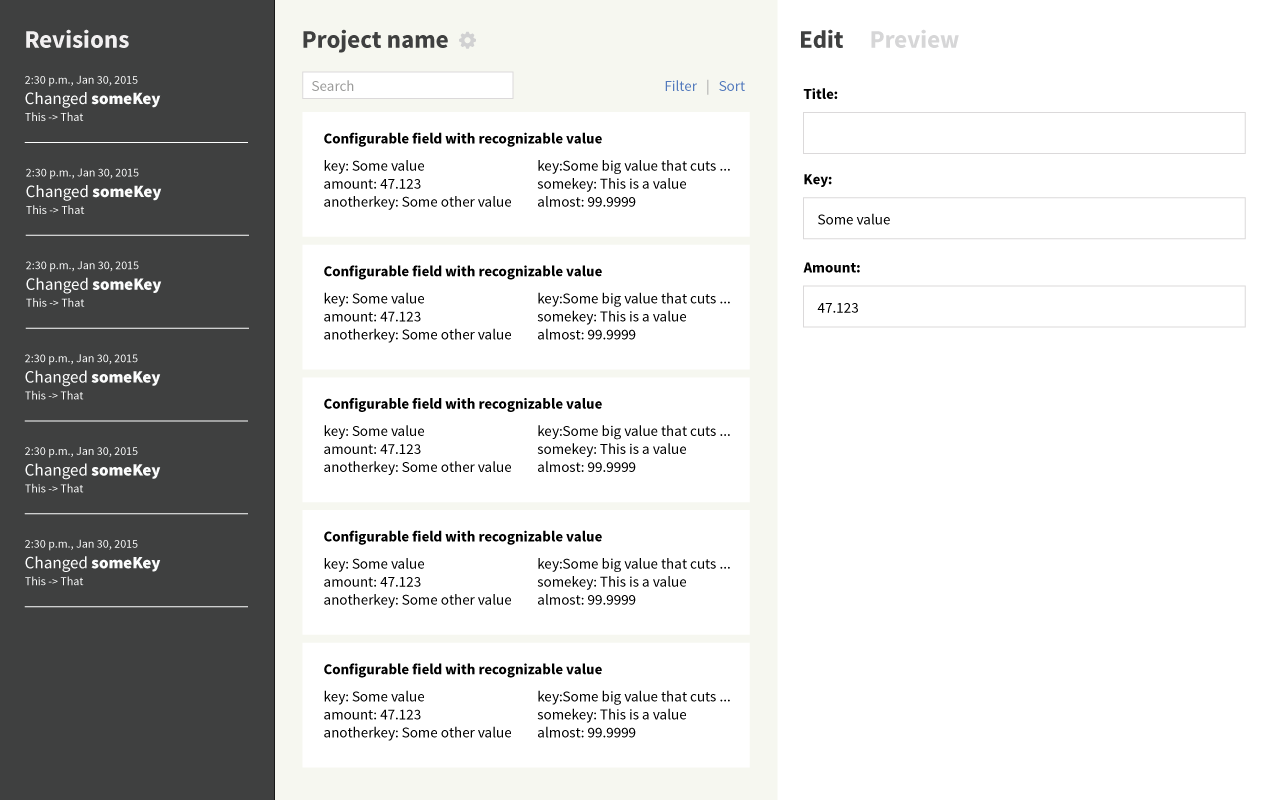 Revisions
2:30 p.m., Jan 30, 2015
Changed someKey
This -> That
2:30 p.m., Jan 30, 2015
Changed someKey
This -> That
2:30 p.m., Jan 30, 2015
Changed someKey
This -> That
2:30 p.m., Jan 30, 2015
Changed someKey
This -> That
2:30 p.m., Jan 30, 2015
Changed someKey
This -> That
2:30 p.m., Jan 30, 2015
Changed someKey
This -> That
Project name
Search
Filter | Sort
Configurable field with recognizable value
key: Some value
amount: 47.123
anotherkey: Some other value
key:Some big value that cuts ...
somekey: This is a value
almost: 99.9999
Configurable field with recognizable value
key: Some value
amount: 47.123
anotherkey: Some other value
key:Some big value that cuts ...
somekey: This is a value
almost: 99.9999
Configurable field with recognizable value
key: Some value
amount: 47.123
anotherkey: Some other value
key:Some big value that cuts ...
somekey: This is a value
almost: 99.9999
Configurable field with recognizable value
key: Some value
amount: 47.123
anotherkey: Some other value
key:Some big value that cuts ...
somekey: This is a value
almost: 99.9999
Configurable field with recognizable value
key: Some value
amount: 47.123
anotherkey: Some other value
key:Some big value that cuts ...
somekey: This is a value
almost: 99.9999
Edit Preview
Title:
Key:
Some value
Amount:
47.123